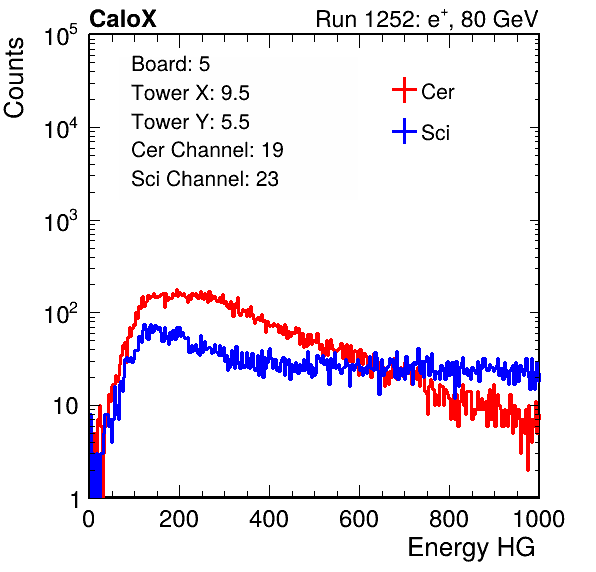 CaloX Run 1252: e⁺, 80 GeV
Counts
10⁵
10⁴
10³
10²
10
1
Board: 5
Tower X: 9.5
Tower Y: 5.5
Cer Channel: 19
Sci Channel: 23
Cer
Sci
0 200 400 600 800 1000
Energy HG